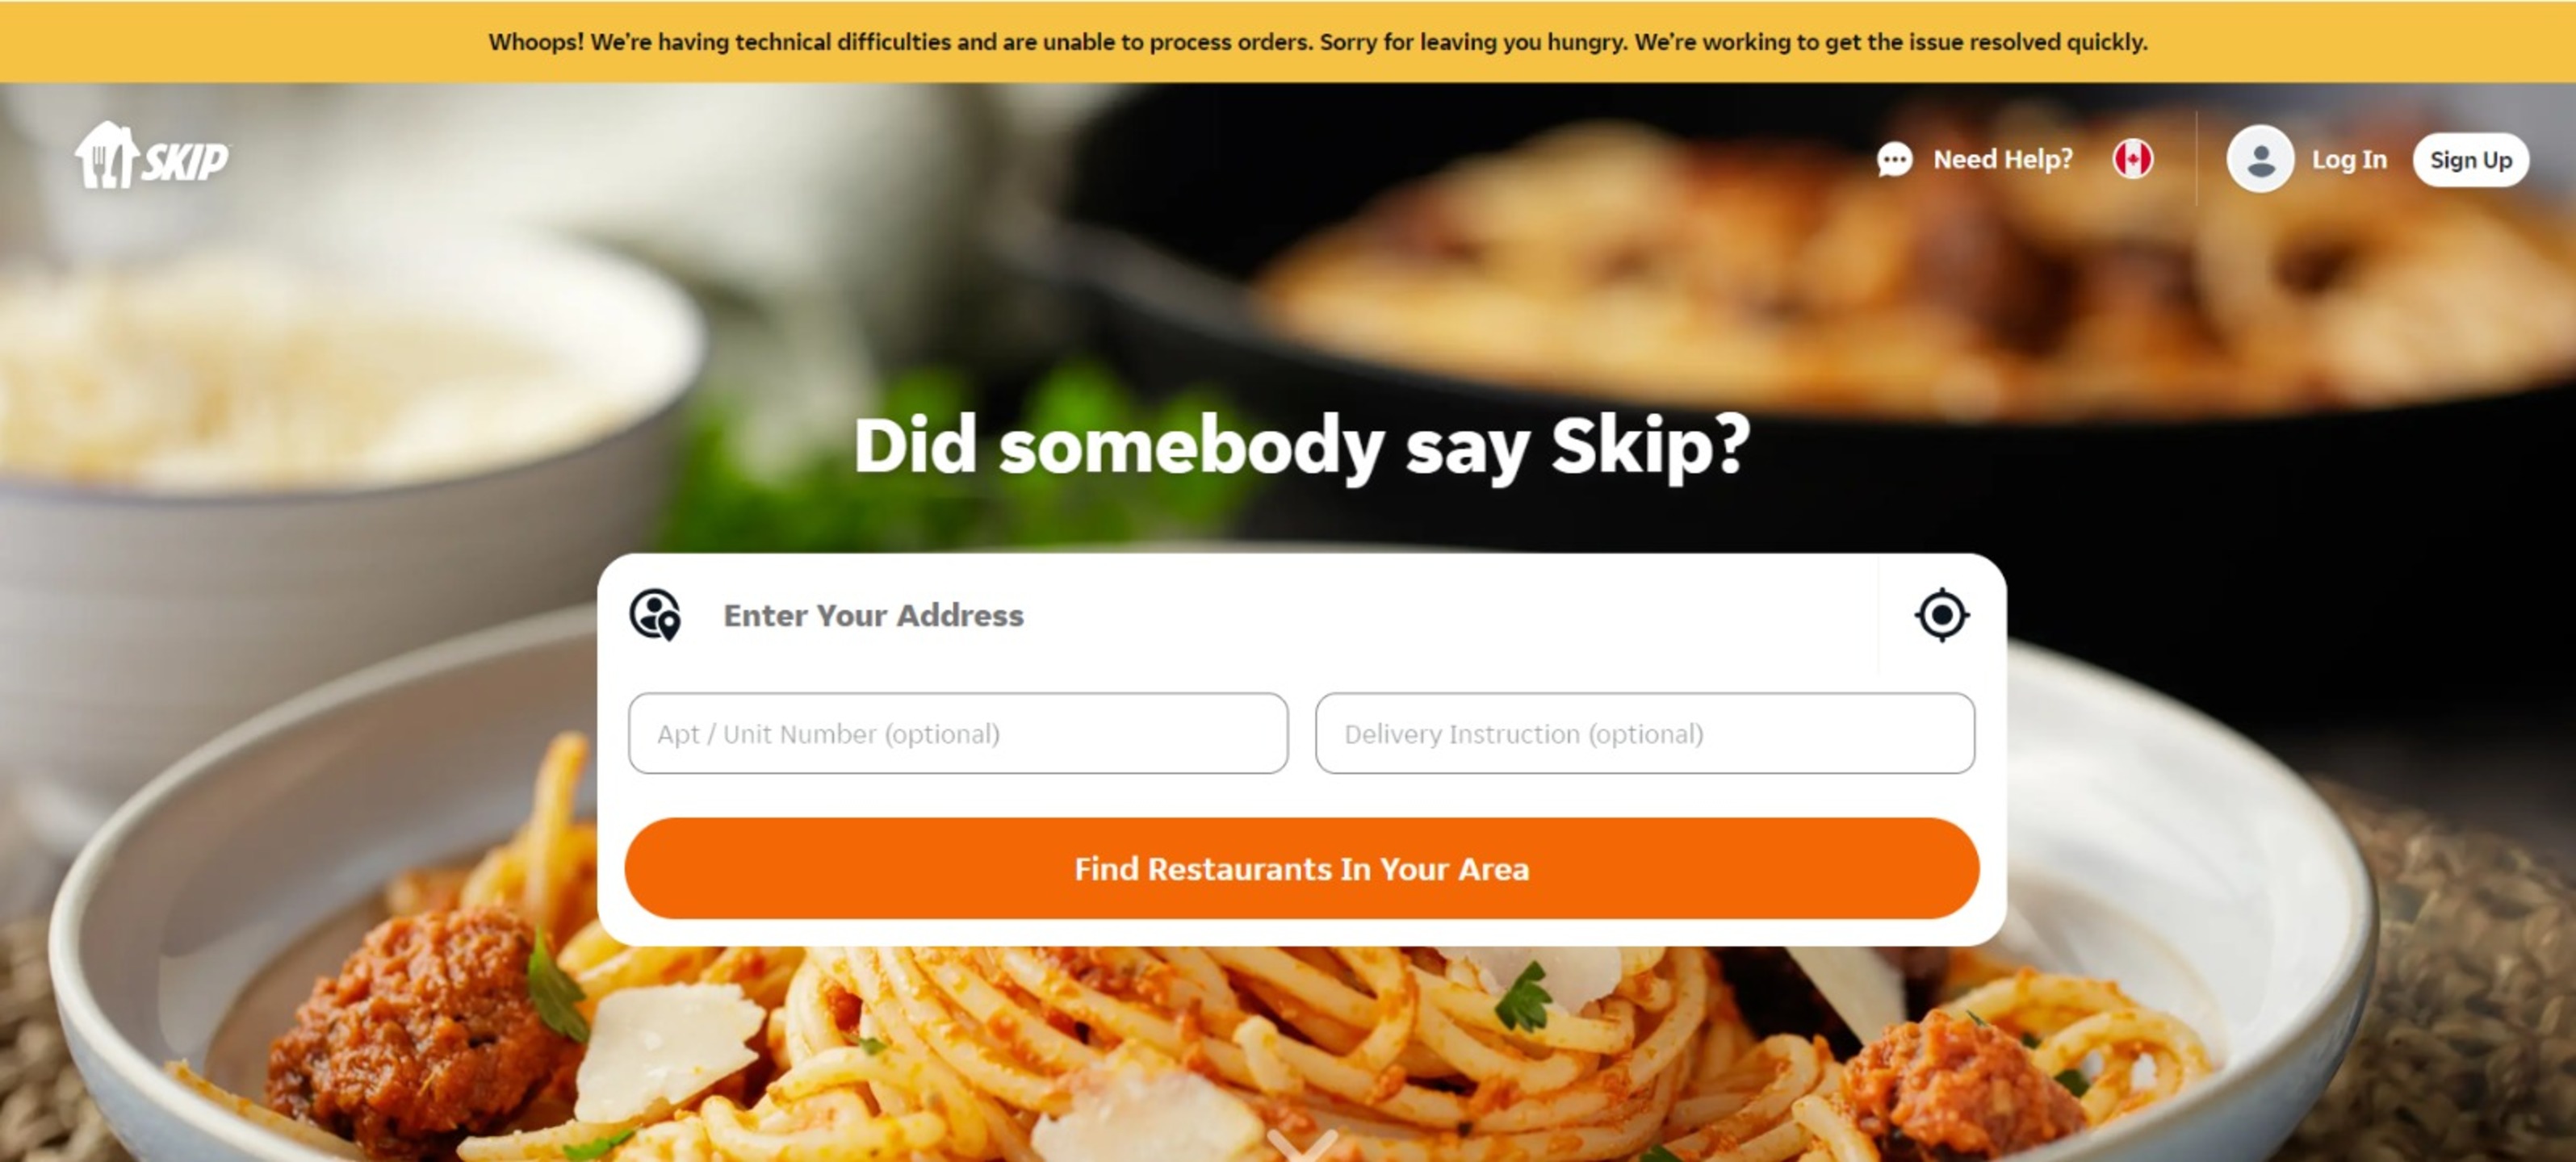 Whoops! We're having technical difficulties and are unable to process orders. Sorry for leaving you hungry. We're working to get the issue resolved quickly.
SKIP
Need Help?
Log In
Sign Up
Did somebody say Skip?
Enter Your Address
Apt / Unit Number (optional)
Delivery Instruction (optional)
Find Restaurants In Your Area